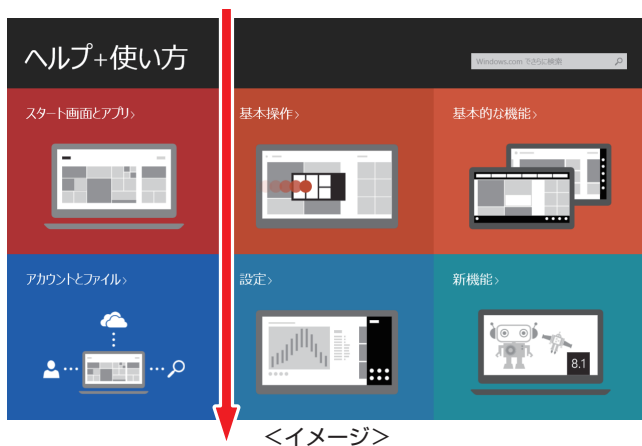 ヘルプ+使い方
Windows.com でさらに検索
スタート画面とアプリ>
基本操作>
基本的な機能>
アカウントとファイル>
設定>
新機能>
8.1
<イメージ>